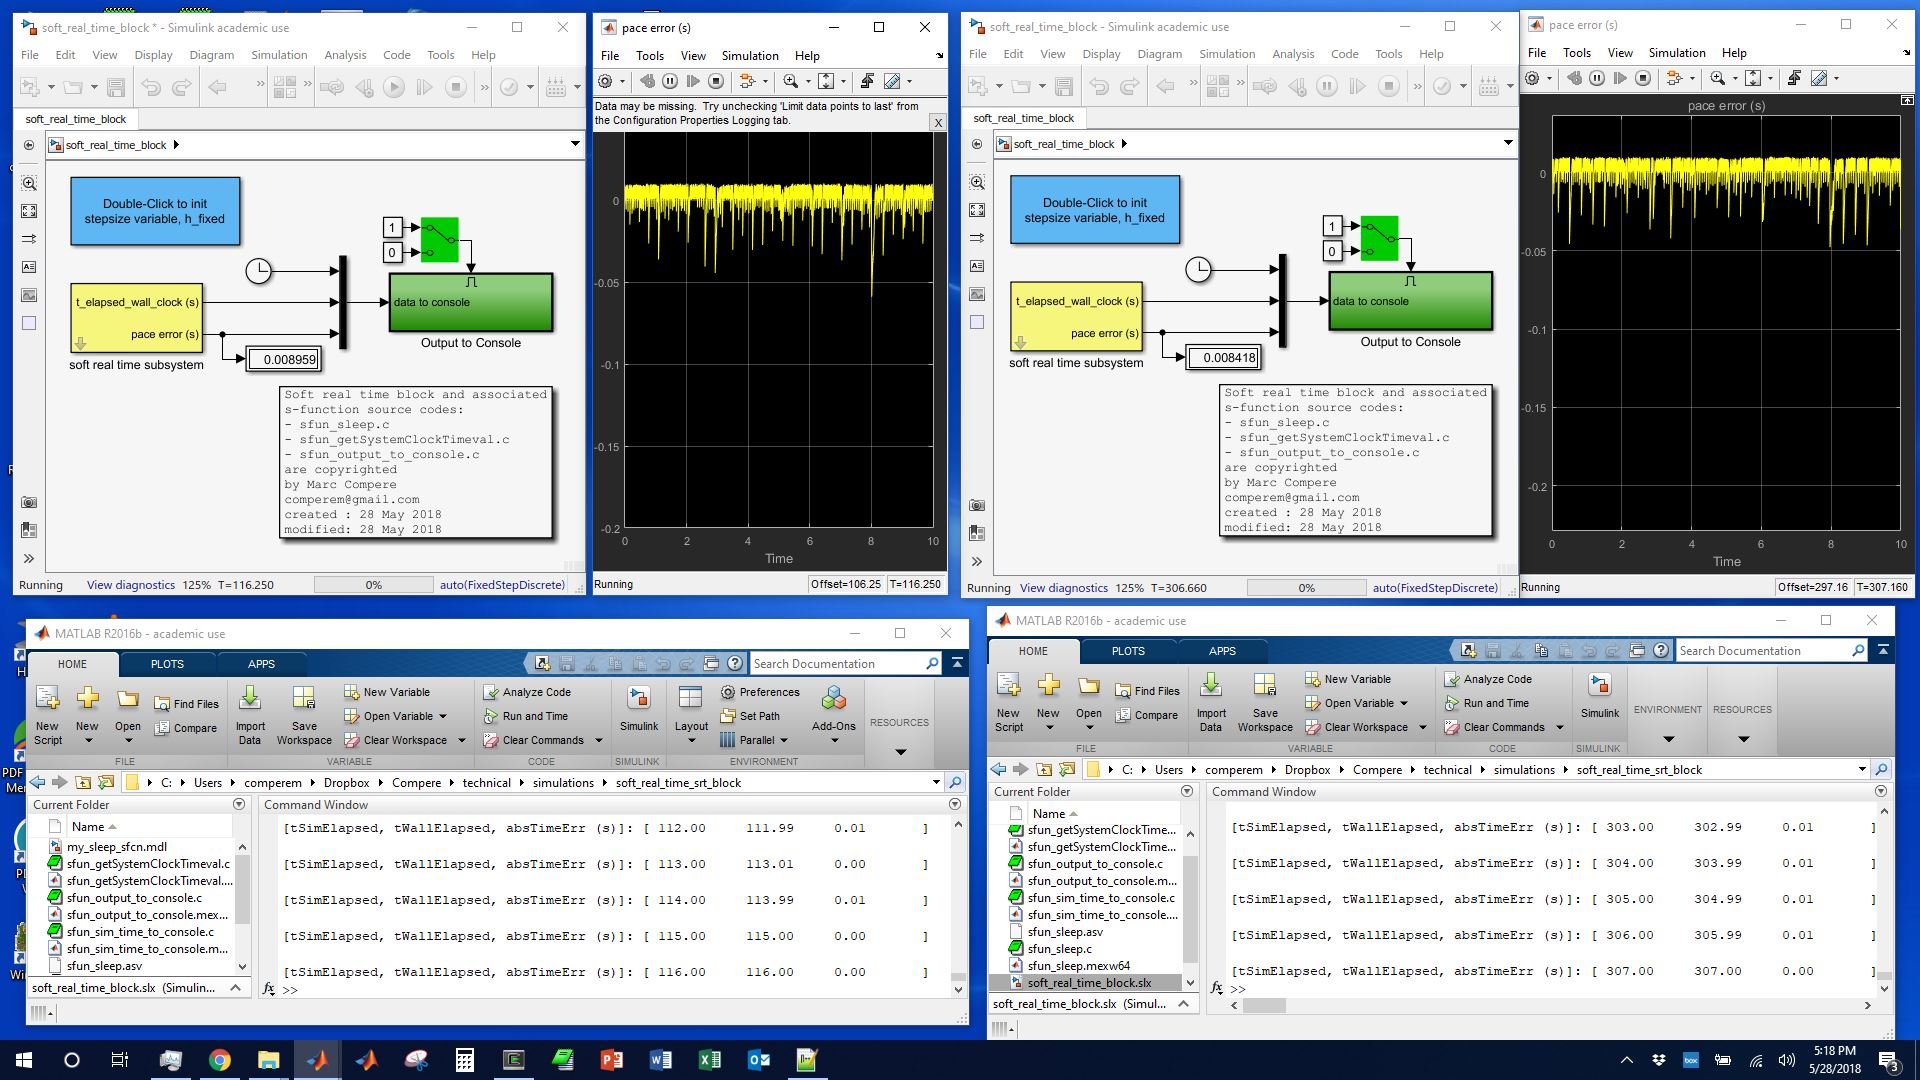 soft_real_time_block * - Simulink academic use
File Edit View Display Diagram Simulation Analysis Code Tools Help
soft_real_time_block
soft_real_time_block
Double-Click to init
stepsize variable, h_fixed
1
0
t_elapsed_wall_clock (s)
pace error (s)
soft real time subsystem
0.008959
data to console
Output to Console
Soft real time block and associated
s-function source codes:
- sfun_sleep.c
- sfun_getSystemClockTimeval.c
- sfun_output_to_console.c
are copyrighted
by Marc Compere
comperem@gmail.com
created : 28 May 2018
modified: 28 May 2018
Running View diagnostics 125% T=116.250 0% auto(FixedStepDiscrete)
pace error (s)
File Tools View Simulation Help
Data may be missing. Try unchecking 'Limit data points to last' from
the Configuration Properties Logging tab.
X
0
-0.05
-0.1
-0.15
-0.2
0 2 4 6 8 10
Time
Running Offset=106.25 T=116.250
soft_real_time_block - Simulink academic use
File Edit View Display Diagram Simulation Analysis Code Tools Help
soft_real_time_block
soft_real_time_block
Double-Click to init
stepsize variable, h_fixed
1
0
t_elapsed_wall_clock (s)
pace error (s)
soft real time subsystem
0.008418
data to console
Output to Console
Soft real time block and associated
s-function source codes:
- sfun_sleep.c
- sfun_getSystemClockTimeval.c
- sfun_output_to_console.c
are copyrighted
by Marc Compere
comperem@gmail.com
created : 28 May 2018
modified: 28 May 2018
Running View diagnostics 125% T=306.660 0% auto(FixedStepDiscrete)
pace error (s)
File Tools View Simulation Help
pace error (s)
0
-0.05
-0.1
-0.15
-0.2
0 2 4 6 8 10
Time
Running Offset=297.16 T=307.160
MATLAB R2016b - academic use
HOME PLOTS APPS Search Documentation
New Script
New
Open
Find Files
Compare
Import Data
Save Workspace
New Variable
Open Variable
Clear Workspace
Analyze Code
Run and Time
Clear Commands
Simulink
Layout
Preferences
Set Path
Parallel
Add-Ons
RESOURCES
FILE VARIABLE CODE SIMULINK ENVIRONMENT
C: Users comperem Dropbox Compere technical simulations soft_real_time_srt_block
Current Folder
Name
my_sleep_sfcn.mdl
sfun_getSystemClockTimeval.c
sfun_getSystemClockTimeval....
sfun_output_to_console.c
sfun_output_to_console.mex...
sfun_sim_time_to_console.c
sfun_sim_time_to_console.m...
sfun_sleep.asv
soft_real_time_block.slx (Simulin...
Command Window
[tSimElapsed, tWallElapsed, absTimeErr (s)]: [ 112.00 111.99 0.01 ]
[tSimElapsed, tWallElapsed, absTimeErr (s)]: [ 113.00 113.01 0.00 ]
[tSimElapsed, tWallElapsed, absTimeErr (s)]: [ 114.00 113.99 0.01 ]
[tSimElapsed, tWallElapsed, absTimeErr (s)]: [ 115.00 115.00 0.00 ]
[tSimElapsed, tWallElapsed, absTimeErr (s)]: [ 116.00 116.00 0.00 ]
fx >>
MATLAB R2016b - academic use
HOME PLOTS APPS Search Documentation
New Script
New
Open
Find Files
Compare
Import Data
Save Workspace
New Variable
Open Variable
Clear Workspace
Analyze Code
Run and Time
Clear Commands
Simulink
ENVIRONMENT
RESOURCES
FILE VARIABLE CODE SIMULINK
C: Users comperem Dropbox Compere technical simulations soft_real_time_srt_block
Current Folder
Name
sfun_getSystemClockTime...
sfun_getSystemClockTime...
sfun_output_to_console.c
sfun_output_to_console.m...
sfun_sim_time_to_console.c
sfun_sim_time_to_console....
sfun_sleep.asv
sfun_sleep.c
sfun_sleep.mexw64
soft_real_time_block.slx
soft_real_time_block.slx (Simul...
Command Window
[tSimElapsed, tWallElapsed, absTimeErr (s)]: [ 303.00 302.99 0.01 ]
[tSimElapsed, tWallElapsed, absTimeErr (s)]: [ 304.00 303.99 0.01 ]
[tSimElapsed, tWallElapsed, absTimeErr (s)]: [ 305.00 304.99 0.01 ]
[tSimElapsed, tWallElapsed, absTimeErr (s)]: [ 306.00 305.99 0.01 ]
[tSimElapsed, tWallElapsed, absTimeErr (s)]: [ 307.00 307.00 0.00 ]
fx >>
PDF
5:18 PM
5/28/2018
3